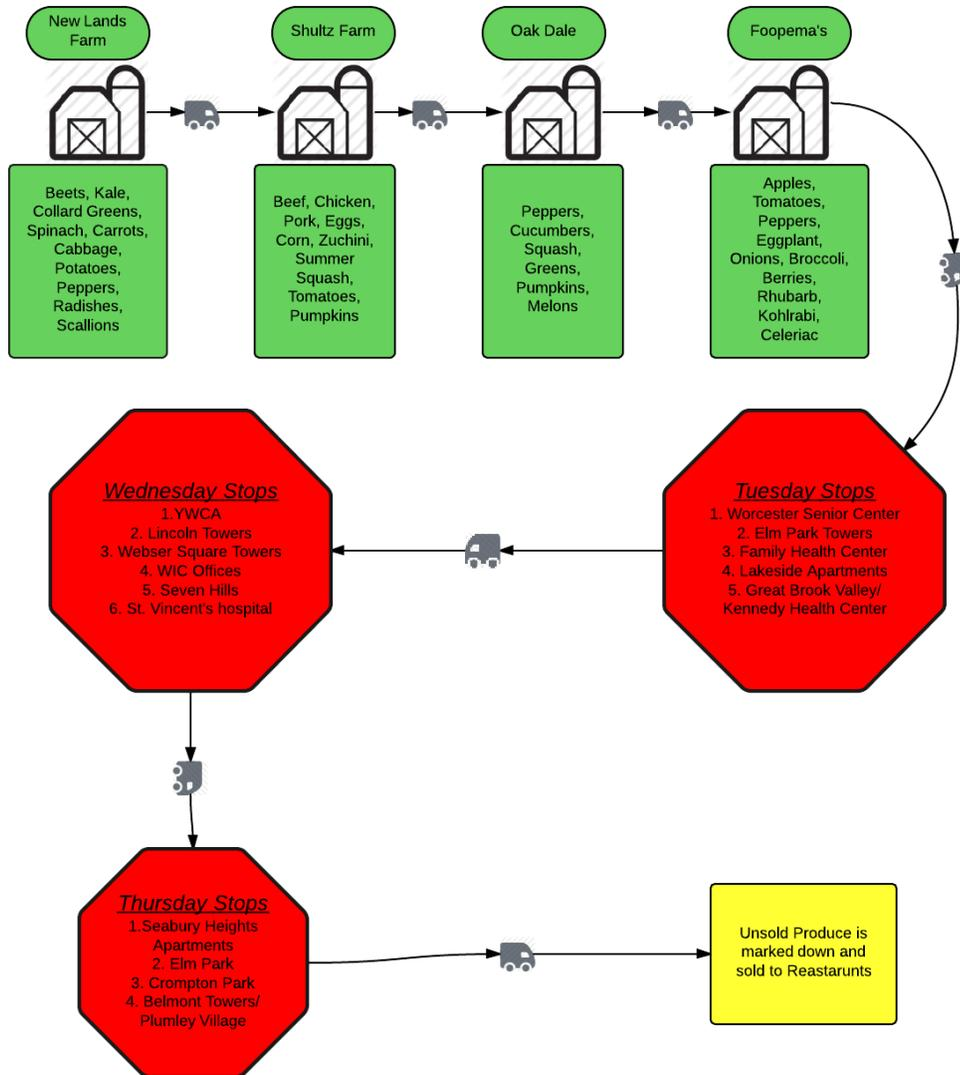 New Lands
Farm
Shultz Farm
Oak Dale
Foopema's
Beets, Kale,
Collard Greens,
Spinach, Carrots,
Cabbage,
Potatoes,
Peppers,
Radishes,
Scallions
Beef, Chicken,
Pork, Eggs,
Corn, Zuchini,
Summer
Squash,
Tomatoes,
Pumpkins
Peppers,
Cucumbers,
Squash,
Greens,
Pumpkins,
Melons
Apples,
Tomatoes,
Peppers,
Eggplant,
Onions, Broccoli,
Berries,
Rhubarb,
Kohlrabi,
Celeriac
Tuesday Stops
1. Worcester Senior Center
2. Elm Park Towers
3. Family Health Center
4. Lakeside Apartments
5. Great Brook Valley/
Kennedy Health Center
Wednesday Stops
1.YWCA
2. Lincoln Towers
3. Webser Square Towers
4. WIC Offices
5. Seven Hills
6. St. Vincent's hospital
Thursday Stops
1.Seabury Heights
Apartments
2. Elm Park
3. Crompton Park
4. Belmont Towers/
Plumley Village
Unsold Produce is
marked down and
sold to Reastarunts